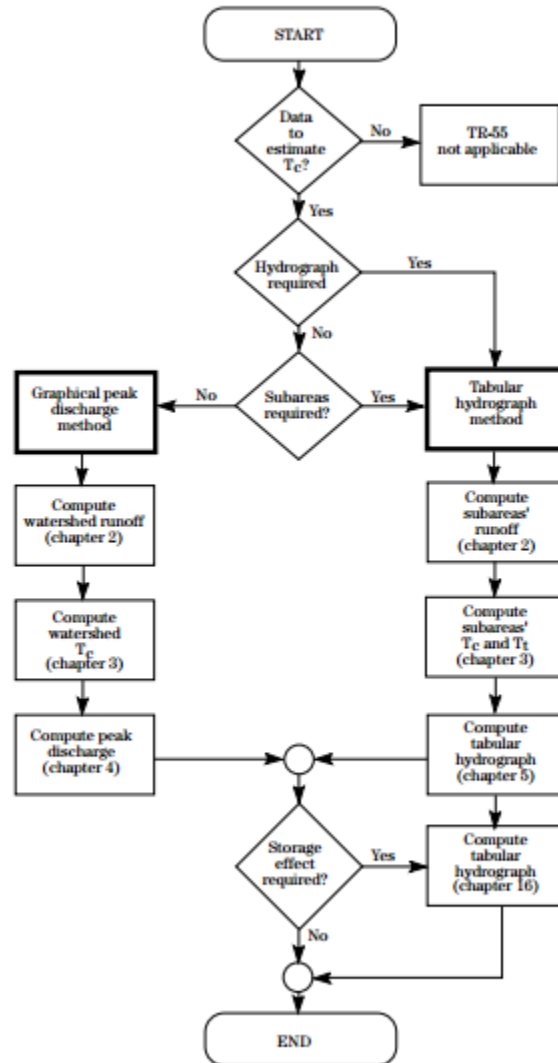 START
Data
to
estimate
Tc?
No
TR-55
not applicable
Yes
Hydrograph
required
Yes
No
Graphical peak
discharge
method
No
Subareas
required?
Yes
Tabular
hydrograph
method
Compute
watershed runoff
(chapter 2)
Compute
subareas'
runoff
(chapter 2)
Compute
watershed
Tc
(chapter 3)
Compute
subareas'
Tc and Tt
(chapter 3)
Compute peak
discharge
(chapter 4)
Compute
tabular
hydrograph
(chapter 5)
Storage
effect
required?
Yes
Compute
tabular
hydrograph
(chapter 16)
No
END